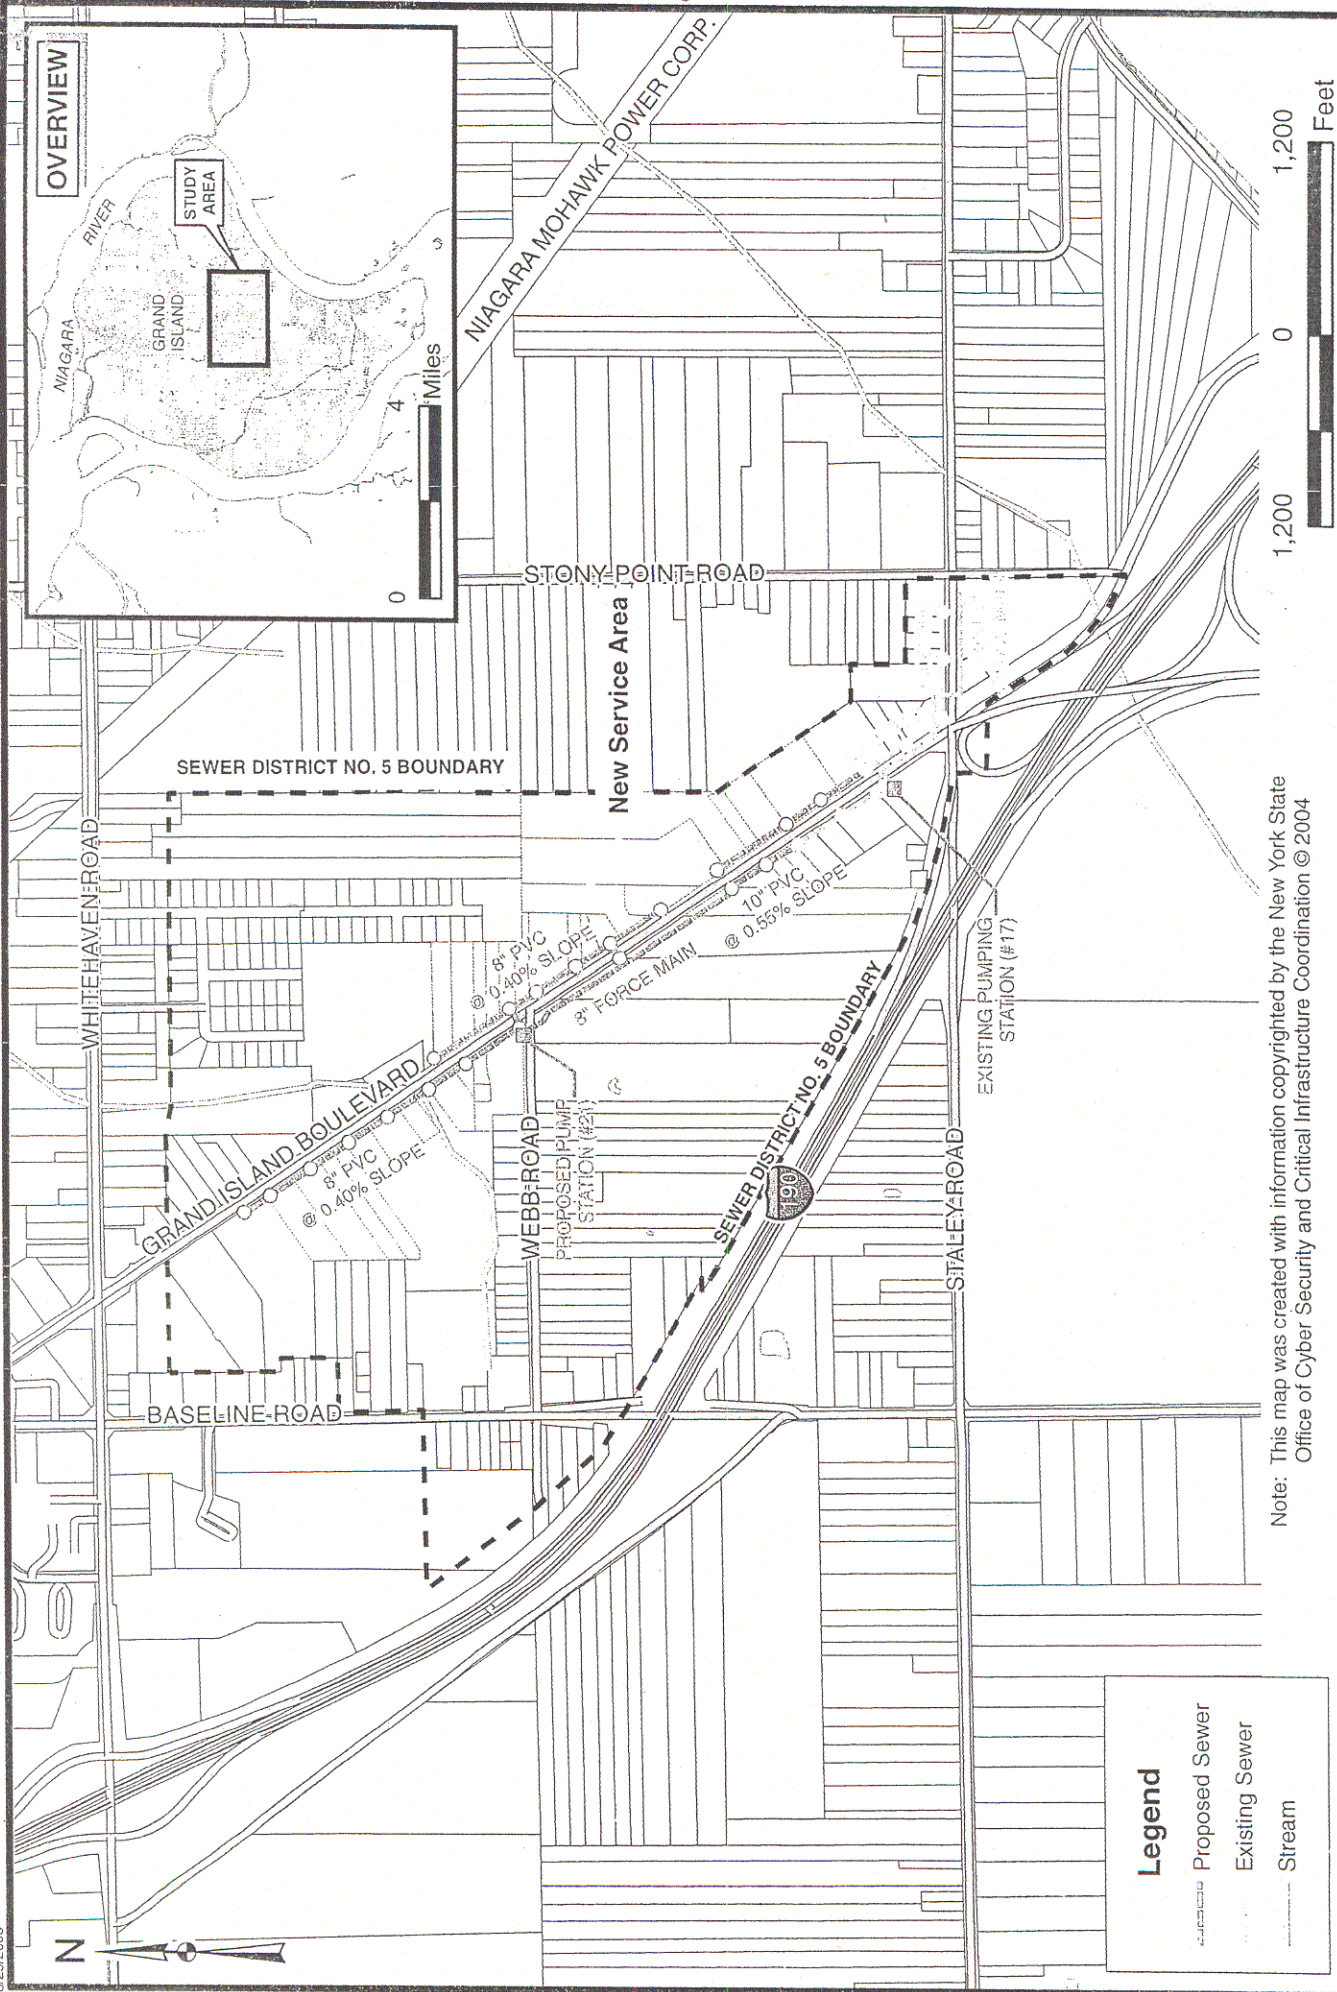 OVERVIEW
NIAGARA
RIVER
GRAND
ISLAND
STUDY
AREA
0
4
Miles
NIAGARA MOHAWK POWER CORP.
WHITEHAVEN ROAD
STONY POINT ROAD
SEWER DISTRICT NO. 5 BOUNDARY
New Service Area
GRAND ISLAND BOULEVARD
8" PVC
@ 0.40% SLOPE
8" PVC
@ 0.40% SLOPE
8" FORCE MAIN
10" PVC
@ 0.55% SLOPE
WEBB ROAD
PROPOSED PUMP
STATION (#21)
SEWER DISTRICT NO. 5 BOUNDARY
190
EXISTING PUMPING
STATION (#17)
STALEY ROAD
BASELINE ROAD
N
Legend
Proposed Sewer
Existing Sewer
Stream
Note: This map was created with information copyrighted by the New York State
Office of Cyber Security and Critical Infrastructure Coordination © 2004
1,200
0
1,200
Feet